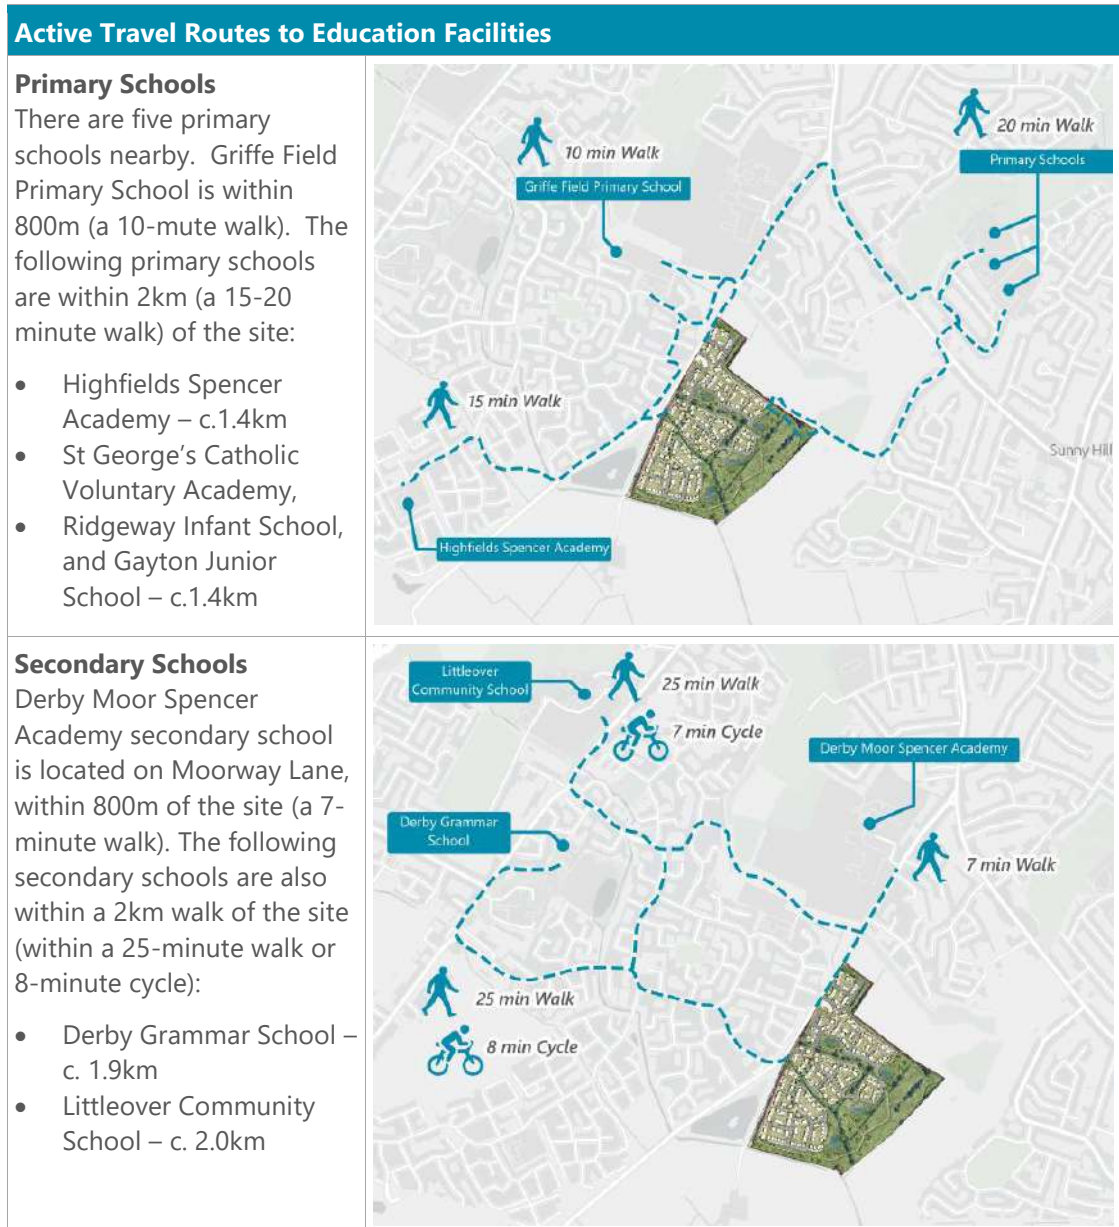 Active Travel Routes to Education Facilities
Primary Schools
There are five primary
schools nearby.  Griffe Field
Primary School is within
800m (a 10-mute walk).  The
following primary schools
are within 2km (a 15-20
minute walk) of the site:
• Highfields Spencer
Academy – c.1.4km
• St George's Catholic
Voluntary Academy,
• Ridgeway Infant School,
and Gayton Junior
School – c.1.4km
10 min Walk
Griffe Field Primary School
20 min Walk
Primary Schools
15 min Walk
Highfields Spencer Academy
Sunny Hill
Secondary Schools
Derby Moor Spencer
Academy secondary school
is located on Moorway Lane,
within 800m of the site (a 7-
minute walk). The following
secondary schools are also
within a 2km walk of the site
(within a 25-minute walk or
8-minute cycle):
• Derby Grammar School –
c. 1.9km
• Littleover Community
School – c. 2.0km
Littleover
Community School
25 min Walk
7 min Cycle
Derby Moor Spencer Academy
Derby Grammar
School
7 min Walk
25 min Walk
8 min Cycle